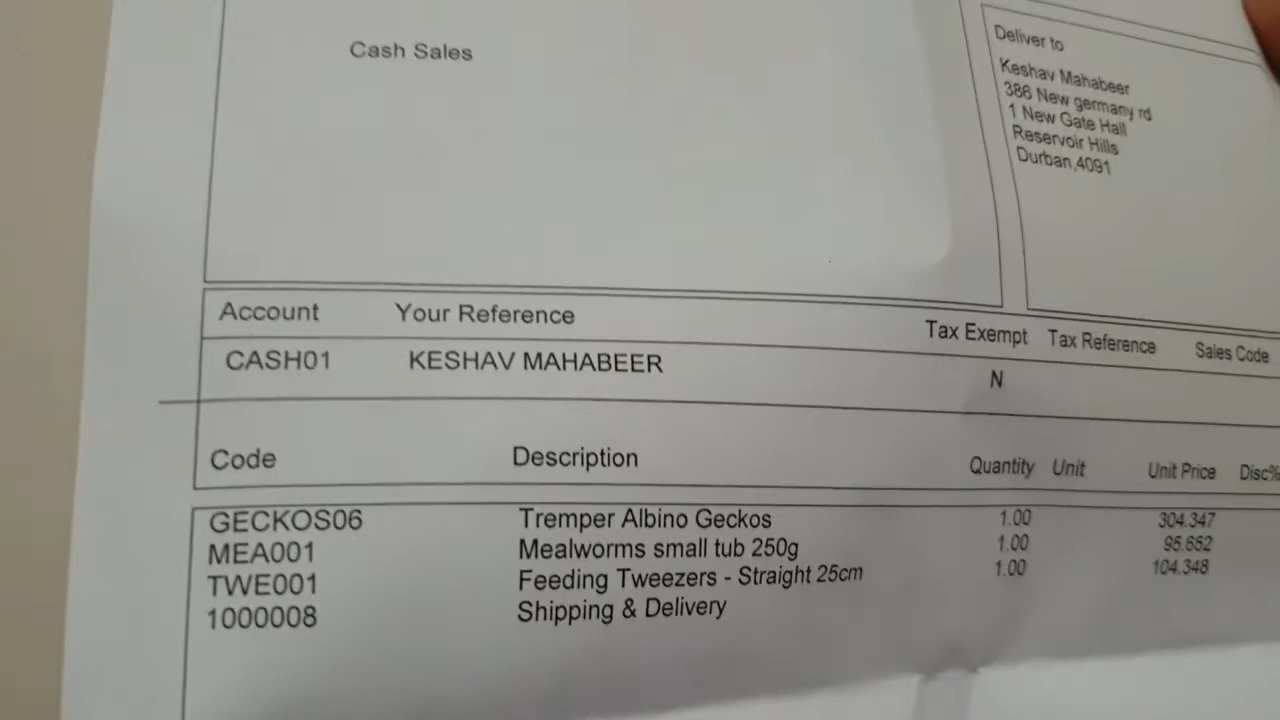 Cash Sales
Deliver to
Keshav Mahabeer
386 New germany rd
1 New Gate Hall
Reservoir Hills
Durban,4091
Account Your Reference Tax Exempt Tax Reference Sales Code
CASH01 KESHAV MAHABEER N
Code Description Quantity Unit Unit Price Disc%
GECKOS06 Tremper Albino Geckos 1.00 304.347
MEA001 Mealworms small tub 250g 1.00 95.652
TWE001 Feeding Tweezers - Straight 25cm 1.00 104.348
1000008 Shipping & Delivery